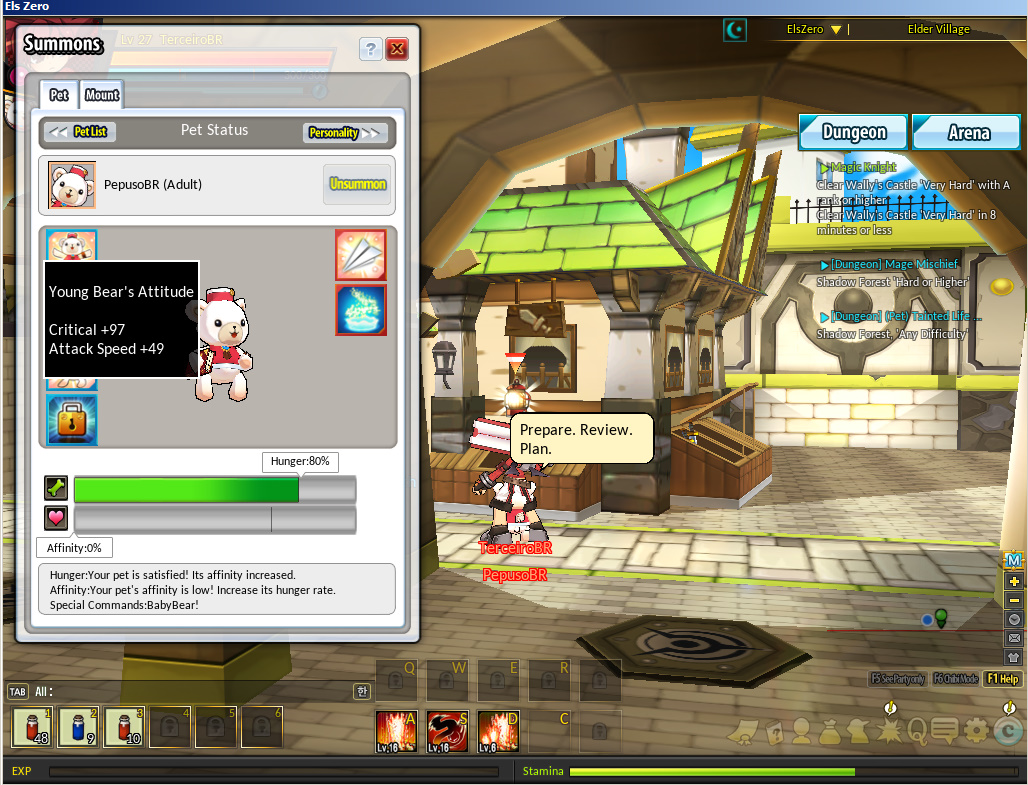 Els Zero
Summons
Lv.27 TerceiroBR
?
Pet
Mount
Pet List
Pet Status
Personality
PepusoBR (Adult)
Unsummon
Young Bear's Attitude
Critical +97
Attack Speed +49
Hunger:80%
Affinity:0%
Hunger:Your pet is satisfied! Its affinity increased.
Affinity:Your pet's affinity is low! Increase its hunger rate.
Special Commands:BabyBear!
ElsZero
Elder Village
Dungeon
Arena
Magic Knight
Clear Wally's Castle 'Very Hard' with A
rank or higher
Clear Wally's Castle 'Very Hard' in 8
minutes or less
[Dungeon] Mage Mischief
Shadow Forest 'Hard or Higher'
[Dungeon] (Pet) Tainted Life ...
Shadow Forest, 'Any Difficulty'
Prepare. Review.
Plan.
TerceiroBR
PepusoBR
M
F5 See Party only
F6 Chibi Mode
F1 Help
TAB
All :
한
Q
W
E
R
1
48
2
9
3
10
4
5
6
A
Lv.16
S
Lv.16
D
Lv.6
C
EXP
Stamina